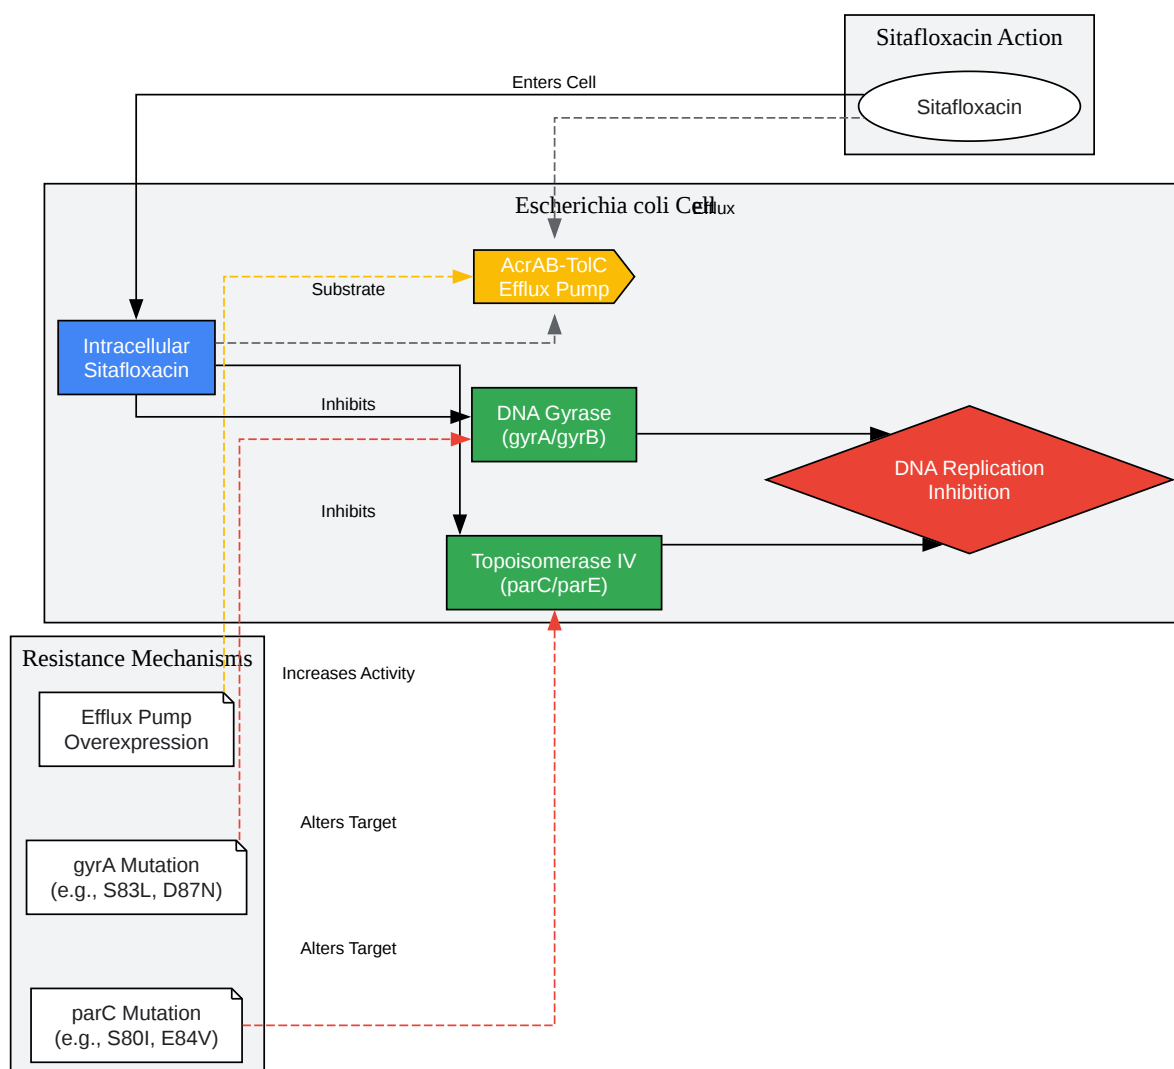 Sitafloxacin Action
Enters Cell
Sitafloxacin
Escherichia coli Cell
Efflux
AcrAB-TolC
Efflux Pump
Substrate
Intracellular
Sitafloxacin
Inhibits
DNA Gyrase
(gyrA/gyrB)
DNA Replication
Inhibition
Inhibits
Topoisomerase IV
(parC/parE)
Resistance Mechanisms
Increases Activity
Efflux Pump
Overexpression
Alters Target
gyrA Mutation
(e.g., S83L, D87N)
Alters Target
parC Mutation
(e.g., S80I, E84V)